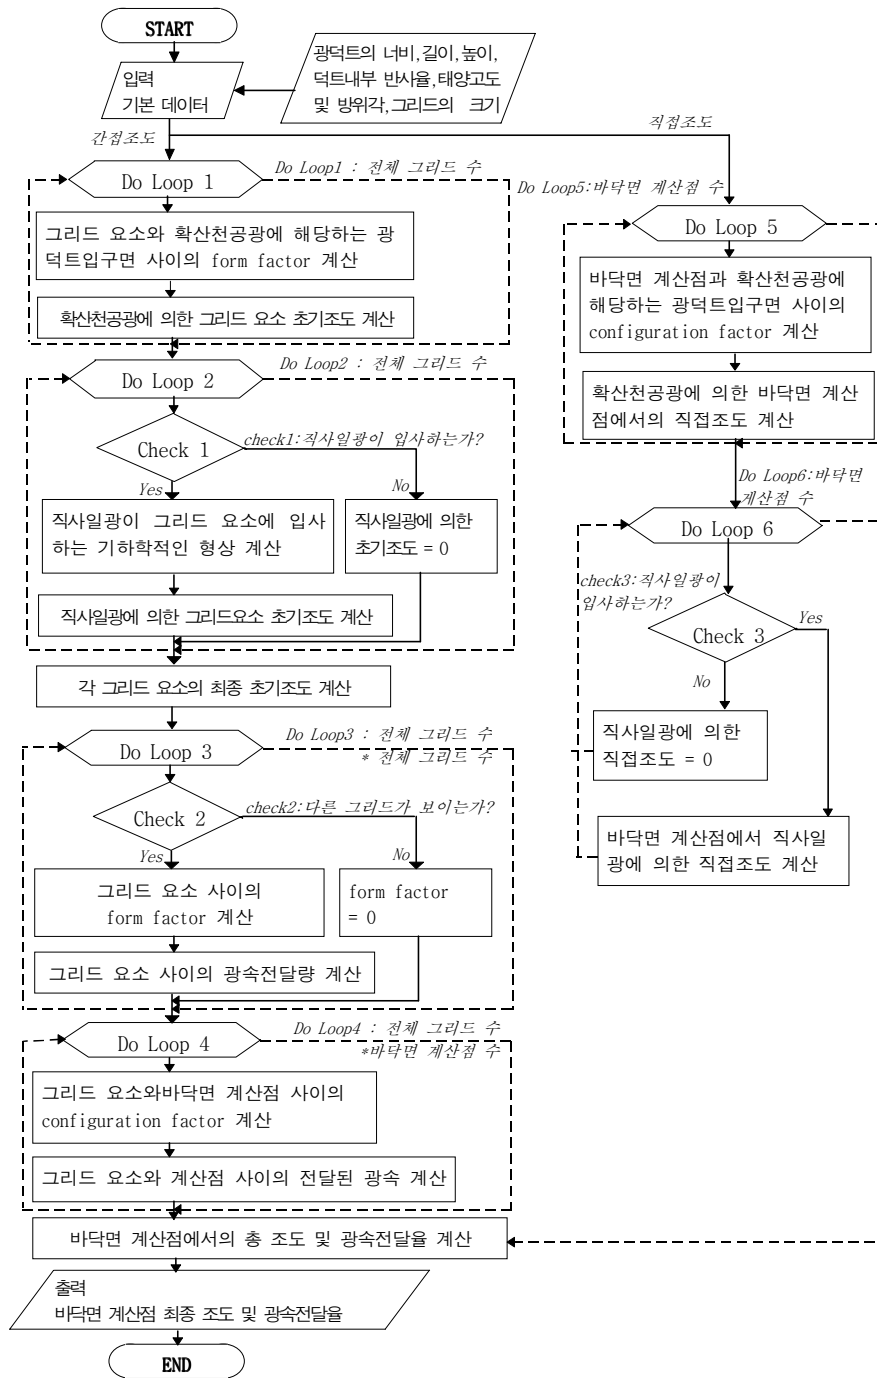 START
입력
기본 데이터
광덕트의 너비,길이,높이,
덕트내부 반사율,태양고도
및 방위각,그리드의 크기
간접조도
직접조도
Do Loop 1
Do Loop1 : 전체 그리드 수
그리드 요소와 확산천공광에 해당하는 광
덕트입구면 사이의 form factor 계산
확산천공광에 의한 그리드 요소 초기조도 계산
Do Loop 2
Do Loop2 : 전체 그리드 수
Check 1
check1:직사일광이 입사하는가?
Yes
No
직사일광이 그리드 요소에 입사
하는 기하학적인 형상 계산
직사일광에 의한
초기조도 = 0
직사일광에 의한 그리드요소 초기조도 계산
각 그리드 요소의 최종 초기조도 계산
Do Loop 3
Do Loop3 : 전체 그리드 수
* 전체 그리드 수
Check 2
check2:다른 그리드가 보이는가?
Yes
No
그리드 요소 사이의
form factor 계산
form factor
= 0
그리드 요소 사이의 광속전달량 계산
Do Loop 4
Do Loop4 : 전체 그리드 수
*바닥면 계산점 수
그리드 요소와바닥면 계산점 사이의
configuration factor 계산
그리드 요소와 계산점 사이의 전달된 광속 계산
바닥면 계산점에서의 총 조도 및 광속전달율 계산
출력
바닥면 계산점 최종 조도 및 광속전달율
END
Do Loop5:바닥면 계산점 수
Do Loop 5
바닥면 계산점과 확산천공광에
해당하는 광덕트입구면 사이의
configuration factor 계산
확산천공광에 의한 바닥면 계산
점에서의 직접조도 계산
Do Loop6:바닥면
계산점 수
Do Loop 6
check3:직사일광이
입사하는가?
Check 3
Yes
No
직사일광에 의한
직접조도 = 0
바닥면 계산점에서 직사일
광에 의한 직접조도 계산